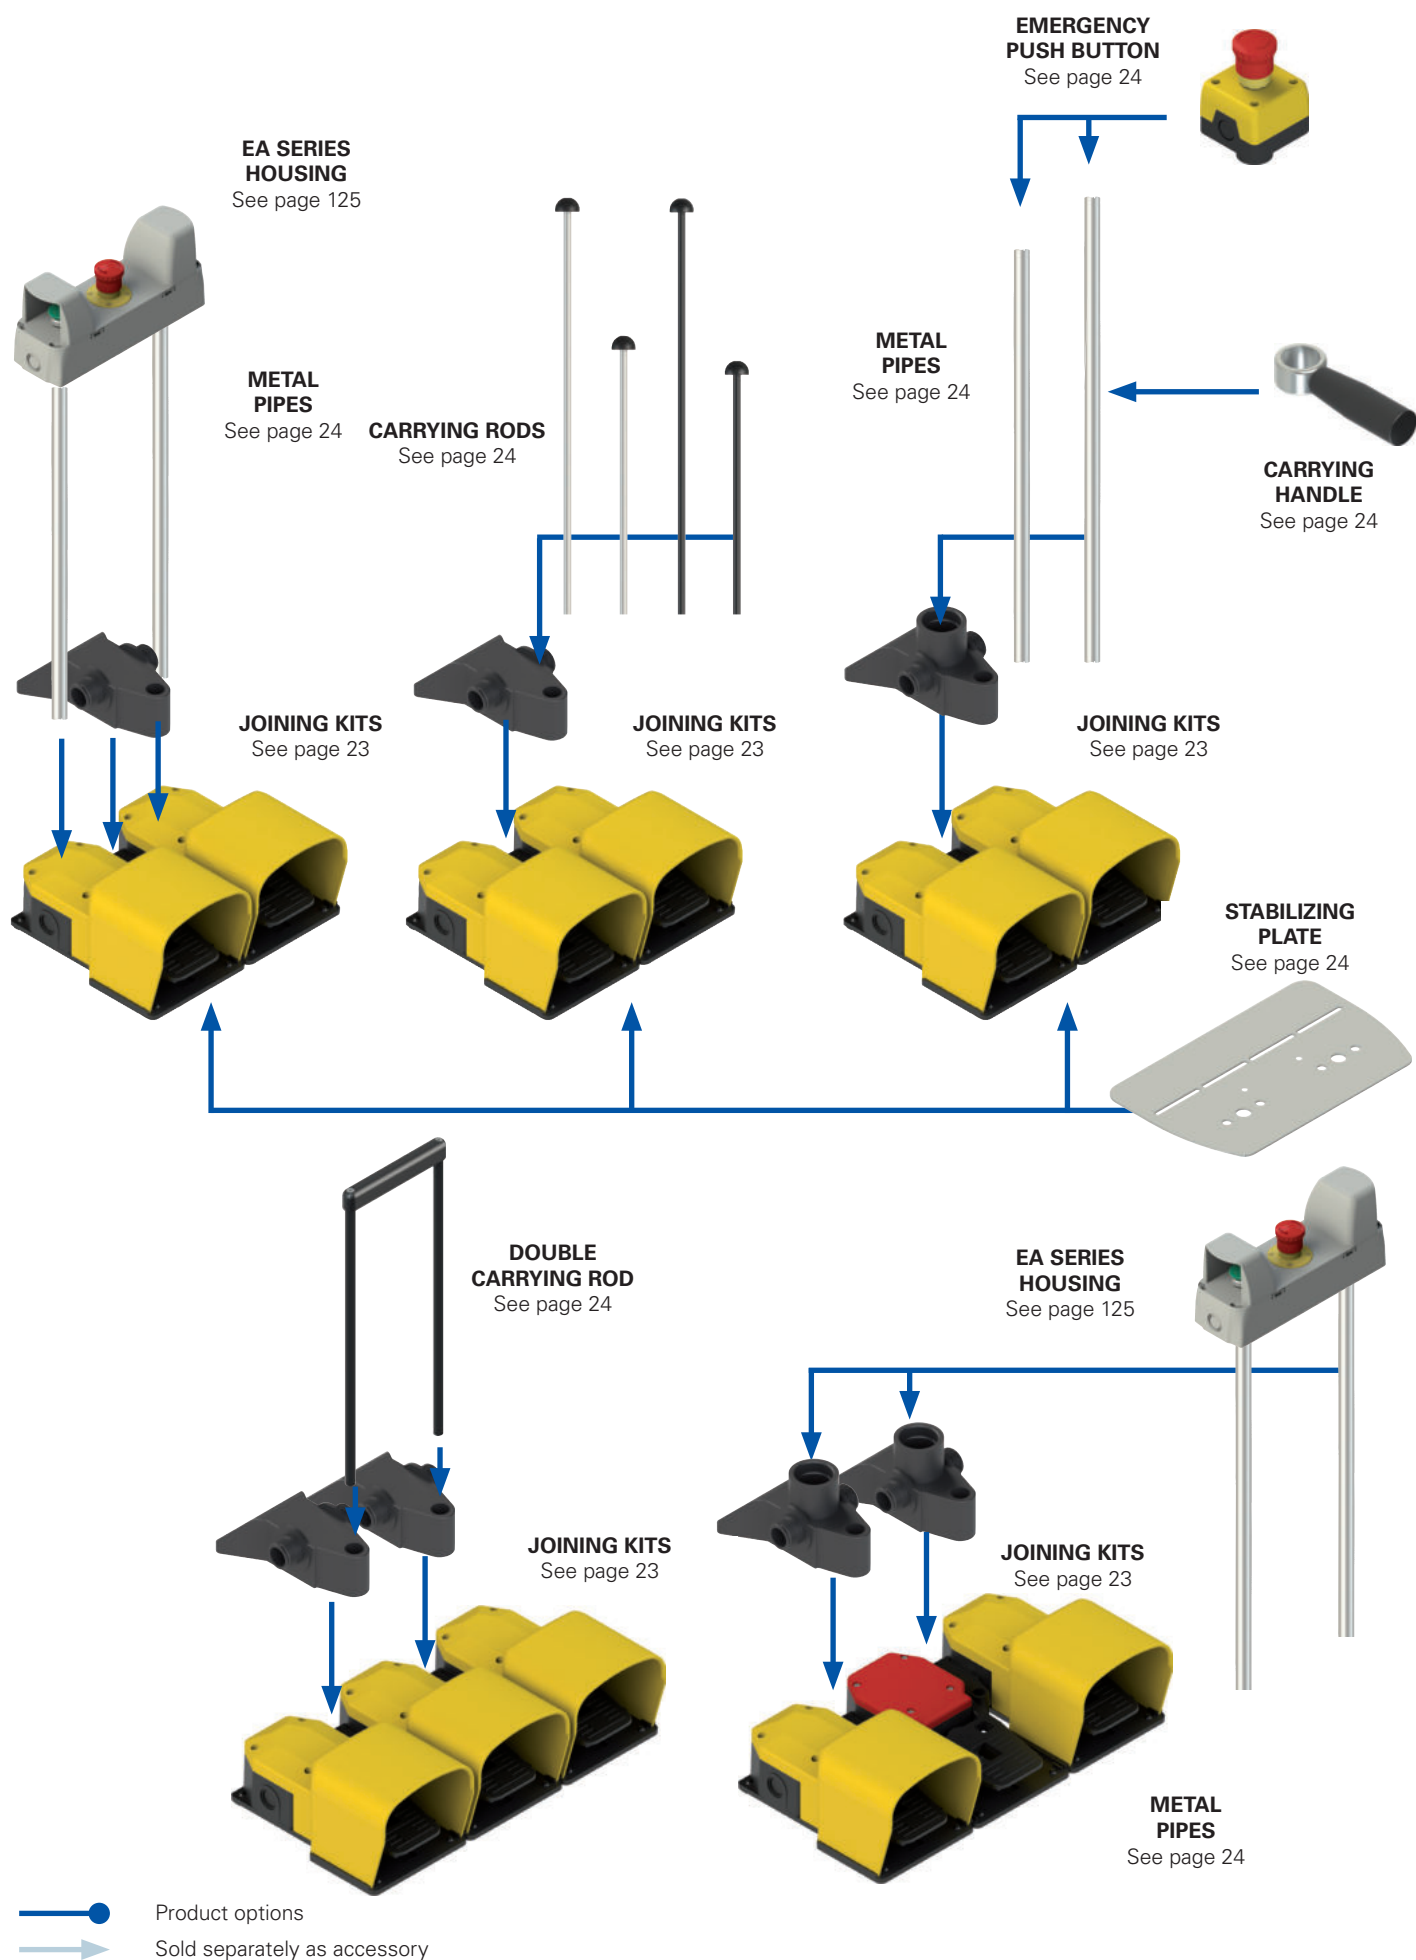 EMERGENCY
PUSH BUTTON
See page 24
EA SERIES
HOUSING
See page 125
METAL
PIPES
See page 24
CARRYING RODS
See page 24
METAL
PIPES
See page 24
CARRYING
HANDLE
See page 24
JOINING KITS
See page 23
JOINING KITS
See page 23
JOINING KITS
See page 23
STABILIZING
PLATE
See page 24
DOUBLE
CARRYING ROD
See page 24
EA SERIES
HOUSING
See page 125
JOINING KITS
See page 23
JOINING KITS
See page 23
METAL
PIPES
See page 24
Product options
Sold separately as accessory